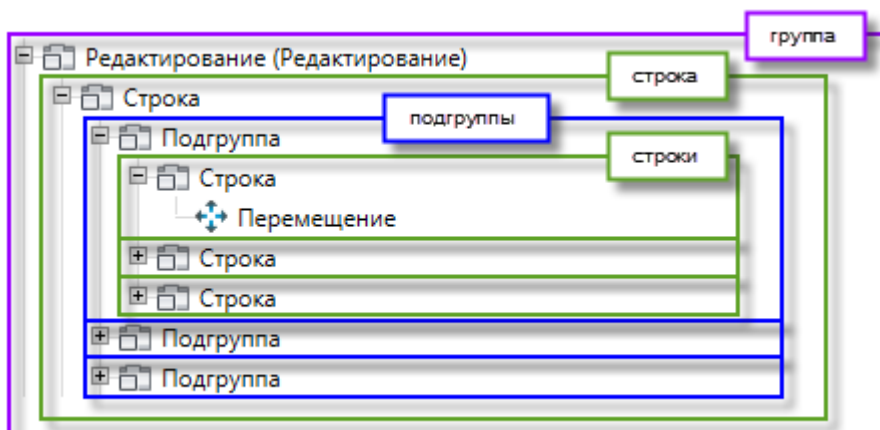 группа
Редактирование (Редактирование)
строка
Строка
подгруппы
Подгруппа
строки
Строка
Перемещение
Строка
Строка
Подгруппа
Подгруппа